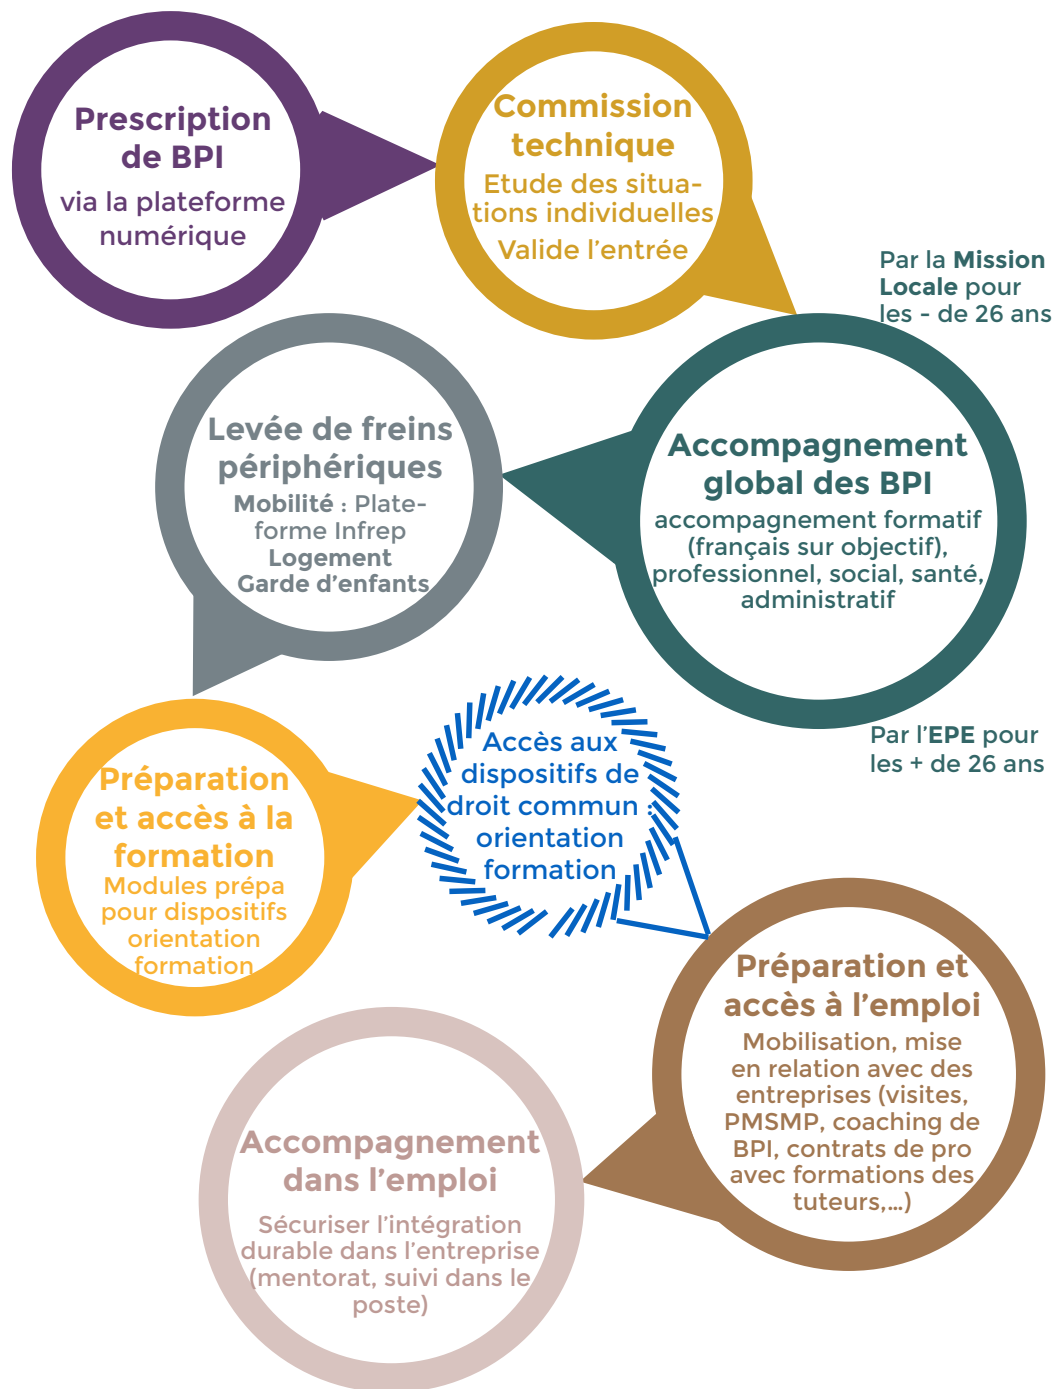 Prescription
de BPI
via la plateforme
numérique
Commission
technique
Etude des situa-
tions individuelles
Valide l'entrée
Par la Mission
Locale pour
les - de 26 ans
Accompagnement
global des BPI
accompagnement formatif
(français sur objectif),
professionnel, social, santé,
administratif
Par l'EPE pour
les + de 26 ans
Levée de freins
périphériques
Mobilité : Plate-
forme Infrep
Logement
Garde d'enfants
Préparation
et accès à la
formation
Modules prépa
pour dispositifs
orientation
formation
Accès aux
dispositifs de
droit commun :
orientation
formation
Préparation et
accès à l'emploi
Mobilisation, mise
en relation avec des
entreprises (visites,
PMSMP, coaching de
BPI, contrats de pro
avec formations des
tuteurs,...)
Accompagnement
dans l'emploi
Sécuriser l'intégration
durable dans l'entreprise
(mentorat, suivi dans le
poste)